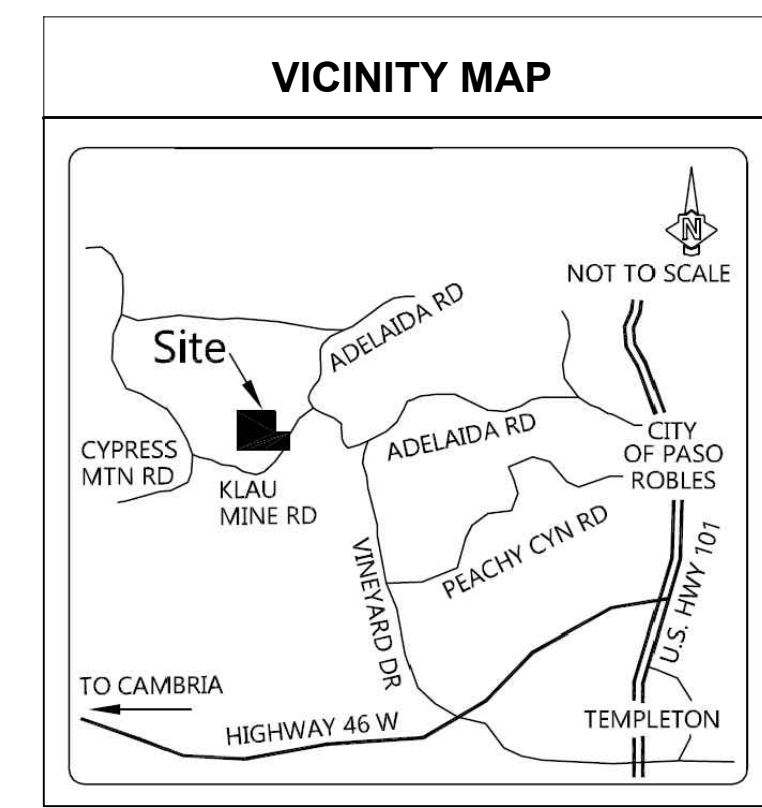 VICINITY MAP
N
NOT TO SCALE
ADELAIDA RD
Site
ADELAIDA RD
CITY
OF PASO
ROBLES
CYPRESS
MTN RD
KLAU
MINE RD
PEACHY CYN RD
VINEYARD DR
U.S. HWY 101
TO CAMBRIA
HIGHWAY 46 W
TEMPLETON